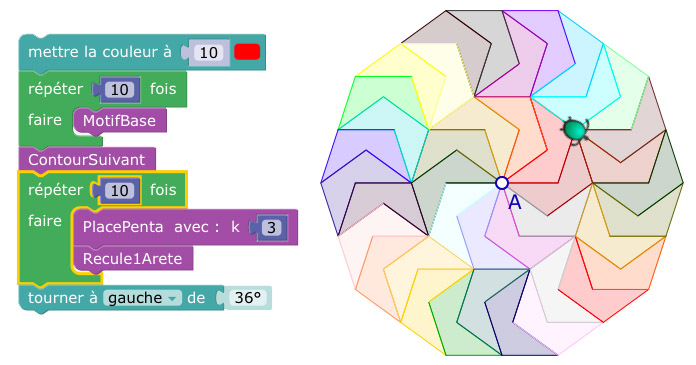 mettre la couleur à 10
répéter 10 fois
faire MotifBase
ContourSuivant
répéter 10 fois
faire PlacePenta avec : k 3
Recule1Arete
tourner à gauche de 36°
A